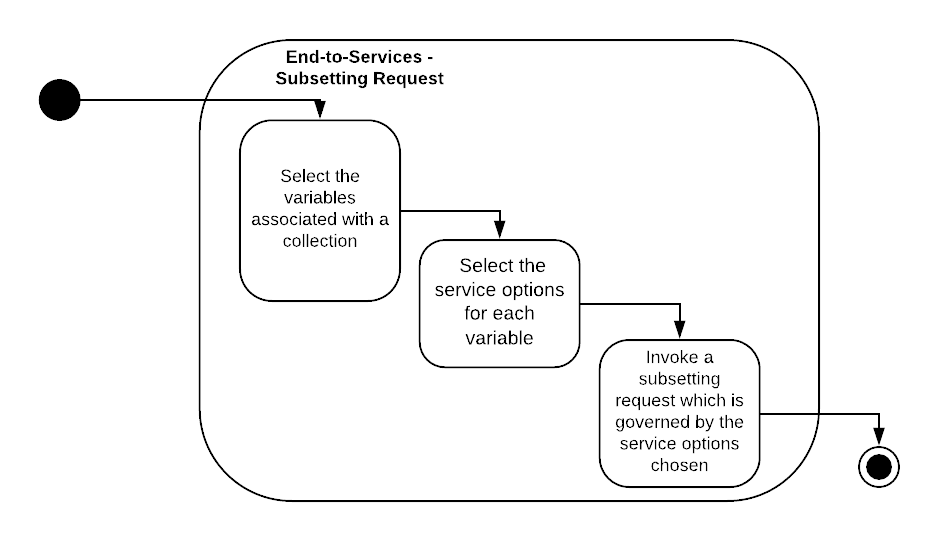 End-to-Services -
Subsetting Request
Select the
variables
associated with a
collection
Select the
service options
for each
variable
Invoke a
subsetting
request which is
governed by the
service options
chosen